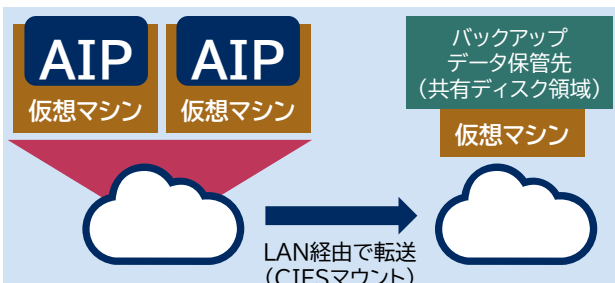 AIP
仮想マシン
AIP
仮想マシン
バックアップ
データ保管先
（共有ディスク領域）
仮想マシン
LAN経由で転送
（CIFSマウント）